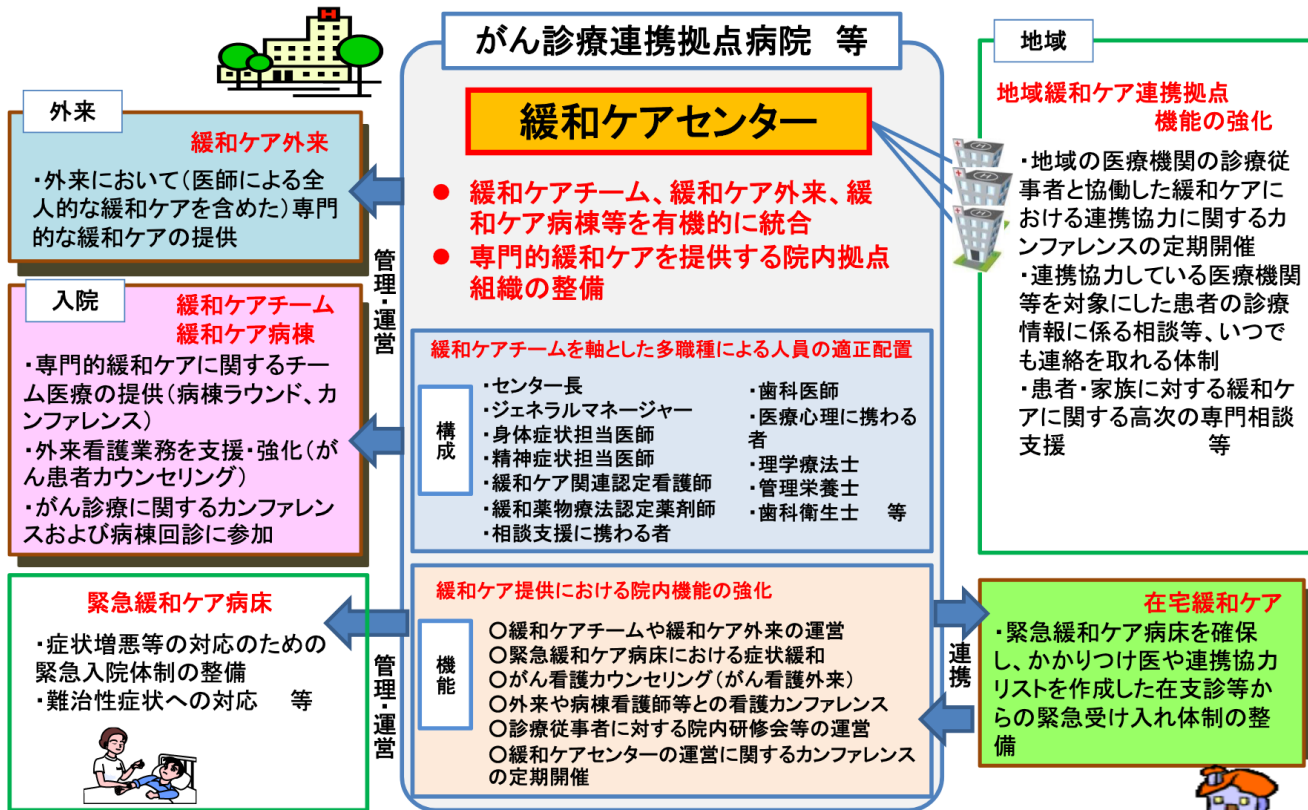 がん診療連携拠点病院　等
緩和ケアセンター
● 緩和ケアチーム、緩和ケア外来、緩
和ケア病棟等を有機的に統合
● 専門的緩和ケアを提供する院内拠点
組織の整備
外来
緩和ケア外来
・外来において(医師による全
人的な緩和ケアを含めた)専門
的な緩和ケアの提供
管理・運営
入院
緩和ケアチーム
緩和ケア病棟
・専門的緩和ケアに関するチー
ム医療の提供(病棟ラウンド、カ
ンファレンス)
・外来看護業務を支援・強化(が
ん患者カウンセリング)
・がん診療に関するカンファレン
スおよび病棟回診に参加
緊急緩和ケア病床
・症状増悪等の対応のための
緊急入院体制の整備
・難治性症状への対応　等
管理・運営
緩和ケアチームを軸とした多職種による人員の適正配置
構成
・センター長
・ジェネラルマネージャー
・身体症状担当医師
・精神症状担当医師
・緩和ケア関連認定看護師
・緩和薬物療法認定薬剤師
・相談支援に携わる者
・歯科医師
・医療心理に携わる
者
・理学療法士
・管理栄養士
・歯科衛生士　等
緩和ケア提供における院内機能の強化
機能
○緩和ケアチームや緩和ケア外来の運営
○緊急緩和ケア病床における症状緩和
○がん看護カウンセリング(がん看護外来)
○外来や病棟看護師等との看護カンファレンス
○診療従事者に対する院内研修会等の運営
○緩和ケアセンターの運営に関するカンファレンス
の定期開催
地域
地域緩和ケア連携拠点
機能の強化
・地域の医療機関の診療従
事者と協働した緩和ケアに
おける連携協力に関するカ
ンファレンスの定期開催
・連携協力している医療機関
等を対象にした患者の診療
情報に係る相談等、いつで
も連絡を取れる体制
・患者・家族に対する緩和ケ
アに関する高次の専門相談
支援　　　　等
連携
在宅緩和ケア
・緊急緩和ケア病床を確保
し、かかりつけ医や連携協力
リストを作成した在支診等か
らの緊急受け入れ体制の整
備